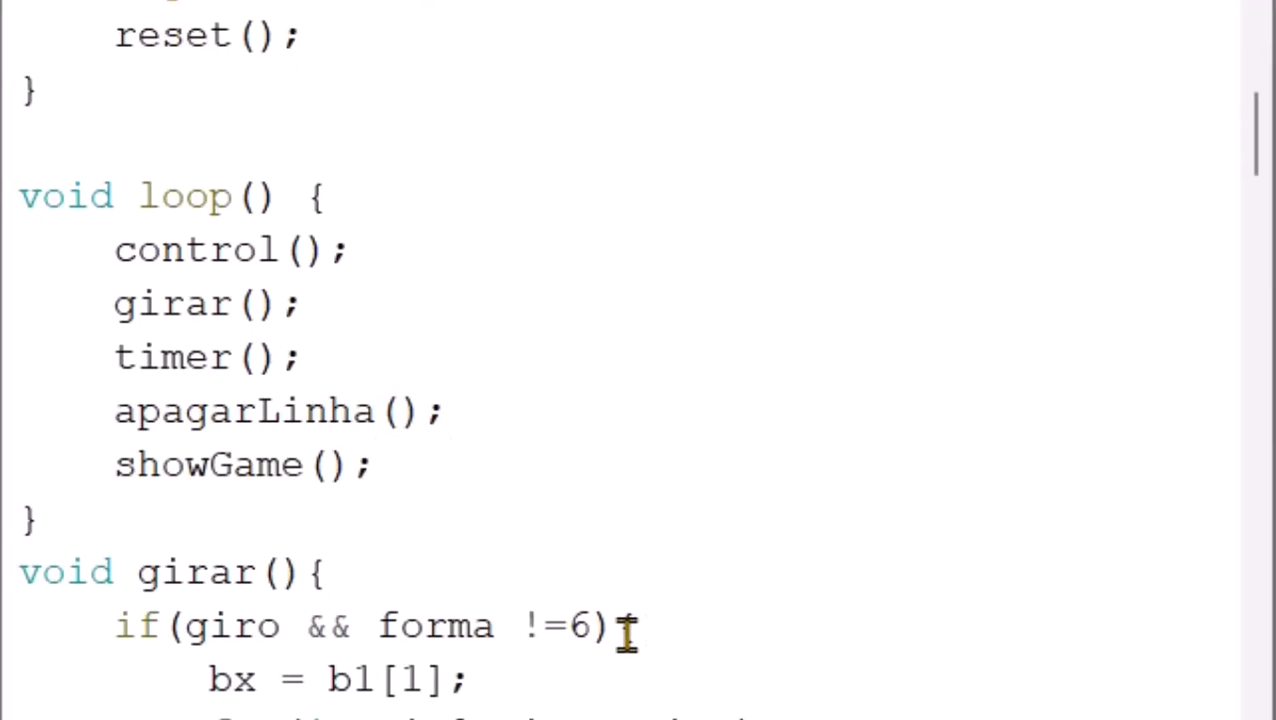 reset();
}
void loop() {
control();
girar();
timer();
apagarLinha();
showGame();
}
void girar(){
if(giro && forma !=6)
bx = b1[1];